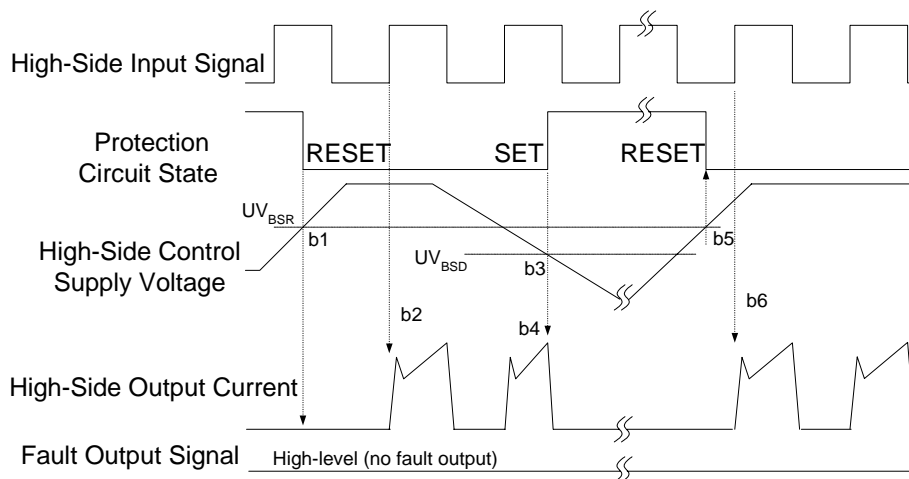 High-Side Input Signal
Protection
Circuit State
RESET
SET
RESET
UVBSR
b1
b5
High-Side Control
Supply Voltage
UVBSD
b3
b2
b4
b6
High-Side Output Current
Fault Output Signal
High-level (no fault output)